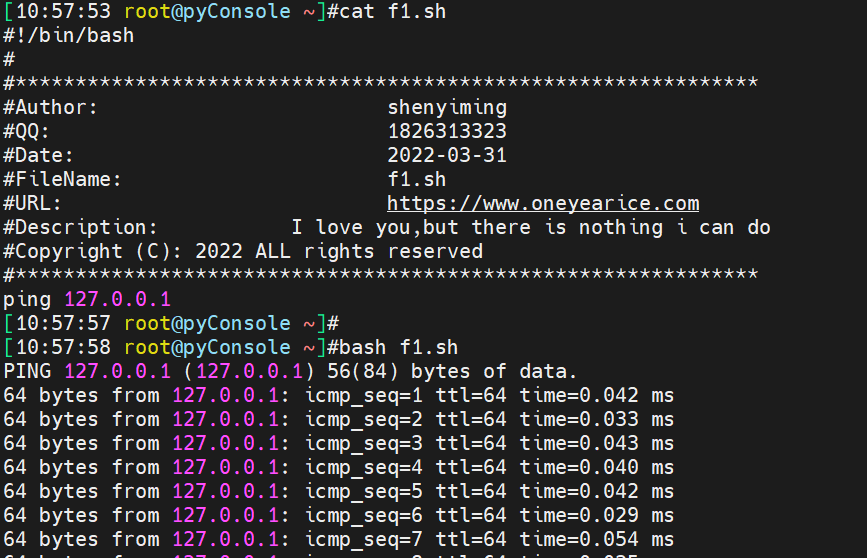 [10:57:53 root@pyConsole ~]#cat f1.sh
#!/bin/bash
#
#**************************************************************
#Author:                        shenyiming
#QQ:                            1826313323
#Date:                          2022-03-31
#FileName:                      f1.sh
#URL:                           https://www.oneyearice.com
#Description:           I love you,but there is nothing i can do
#Copyright (C): 2022 ALL rights reserved
#**************************************************************
ping 127.0.0.1
[10:57:57 root@pyConsole ~]#
[10:57:58 root@pyConsole ~]#bash f1.sh
PING 127.0.0.1 (127.0.0.1) 56(84) bytes of data.
64 bytes from 127.0.0.1: icmp_seq=1 ttl=64 time=0.042 ms
64 bytes from 127.0.0.1: icmp_seq=2 ttl=64 time=0.033 ms
64 bytes from 127.0.0.1: icmp_seq=3 ttl=64 time=0.043 ms
64 bytes from 127.0.0.1: icmp_seq=4 ttl=64 time=0.040 ms
64 bytes from 127.0.0.1: icmp_seq=5 ttl=64 time=0.042 ms
64 bytes from 127.0.0.1: icmp_seq=6 ttl=64 time=0.029 ms
64 bytes from 127.0.0.1: icmp_seq=7 ttl=64 time=0.054 ms